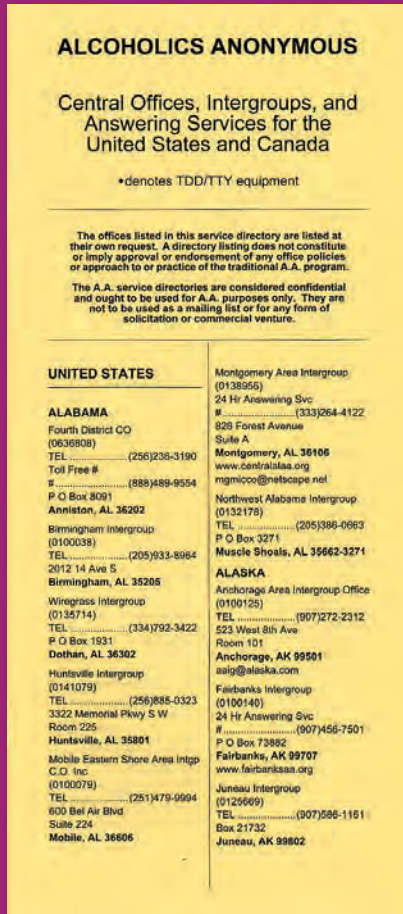 ALCOHOLICS ANONYMOUS
Central Offices, Intergroups, and
Answering Services for the
United States and Canada
•denotes TDD/TTY equipment
The offices listed in this service directory are listed at
their own request. A directory listing does not constitute
or imply approval or endorsement of any office policies
or approach to or practice of the traditional A.A. program.
The A.A. service directories are considered confidential
and ought to be used for A.A. purposes only. They are
not to be used as a mailing list or for any form of
solicitation or commercial venture.
UNITED STATES
ALABAMA
Fourth District CO
(0636808)
TEL ..................(256)236-3190
Toll Free #
#.......................(888)489-9554
P O Box 8091
Anniston, AL 36202
Birmingham Intergroup
(0100038)
TEL ..................(205)933-8964
2012 14 Ave S
Birmingham, AL 35205
Wiregrass Intergroup
(0135714)
TEL ..................(334)792-3422
P O Box 1931
Dothan, AL 36302
Huntsville Intergroup
(0141079)
TEL ..................(256)885-0323
3322 Memorial Pkwy S W
Room 225
Huntsville, AL 35801
Mobile Eastern Shore Area Intgp
C.O. Inc
(0100079)
TEL ..................(251)479-9994
600 Bel Air Blvd
Suite 224
Mobile, AL 36606
Montgomery Area Intergroup
(0138956)
24 Hr Answering Svc
#.......................(333)264-4122
828 Forest Avenue
Suite A
Montgomery, AL 36106
www.centralalaa.org
mgmicco@netscape.net
Northwest Alabama Intergroup
(0132178)
TEL ..................(205)386-0663
P O Box 3271
Muscle Shoals, AL 35662-3271
ALASKA
Anchorage Area Intergroup Office
(0100125)
TEL ..................(907)272-2312
523 West 8th Ave
Room 101
Anchorage, AK 99501
aaig@alaska.com
Fairbanks Intergroup
(0100140)
24 Hr Answering Svc
#.......................(907)456-7501
P O Box 73882
Fairbanks, AK 99707
www.fairbanksaa.org
Juneau Intergroup
(0125669)
TEL ..................(907)586-1161
Box 21732
Juneau, AK 99802